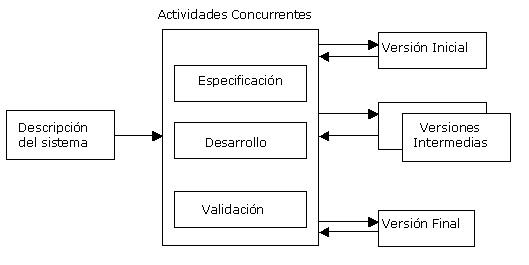 Actividades Concurrentes
Descripción
del sistema
Especificación
Desarrollo
Validación
Versión Inicial
Versiones
Intermedias
Versión Final